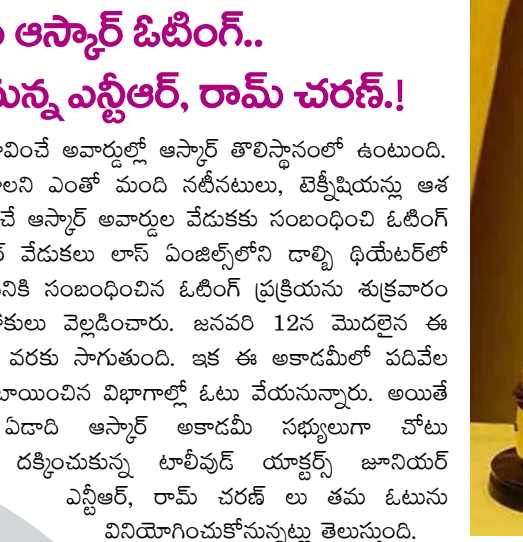 ఆస్కార్ ఓటింగ్..
ఎన్టీఆర్, రామ్ చరణ్.!
అవార్డుల్లో ఆస్కార్ తొలిస్థానంలో ఉంటుంది.
ఎంతో మంది నటీనటులు, టెక్నీషియన్లు ఆశ
ఆస్కార్ అవార్డుల వేడుకకు సంబంధించి ఓటింగ్
వేడుకలు లాస్ ఏంజిల్స్‌లోని డాల్బి థియేటర్‌లో
సంబంధించిన ఓటింగ్ ప్రక్రియను శుక్రవారం
వెల్లడించారు. జనవరి 12న మొదలైన ఈ
వరకు సాగుతుంది. ఇక ఈ అకాడమీలో పదివేల
విభాగాల్లో ఓటు వేయనున్నారు. అయితే
ఏడాది ఆస్కార్ అకాడమీ సభ్యులుగా చోటు
దక్కించుకున్న టాలీవుడ్ యాక్టర్స్ జూనియర్
ఎన్టీఆర్, రామ్ చరణ్ లు తమ ఓటును
వినియోగించుకోనున్నట్లు తెలుస్తుంది.